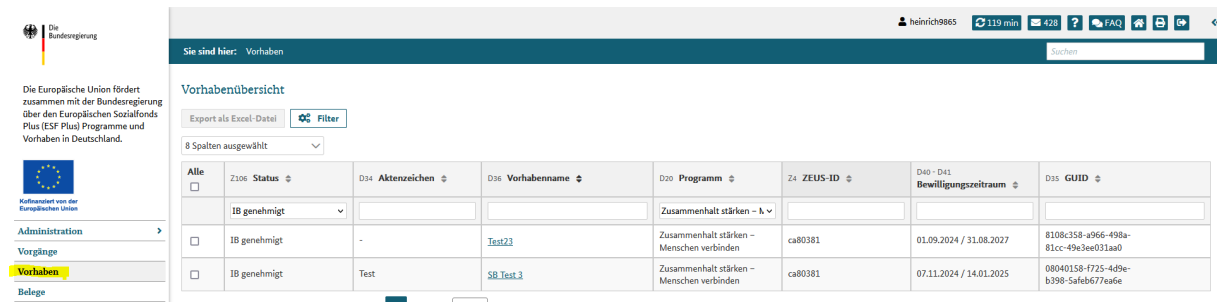 Die
Bundesregierung
heinrich9865 119 min 428 ? FAQ
Sie sind hier: Vorhaben
Suchen
Die Europäische Union fördert
zusammen mit der Bundesregierung
über den Europäischen Sozialfonds
Plus (ESF Plus) Programme und
Vorhaben in Deutschland.
Kofinanziert von der
Europäischen Union
Administration
Vorgänge
Vorhaben
Belege
Vorhabenübersicht
Export als Excel-Datei Filter
8 Spalten ausgewählt
Alle Z106 Status D34 Aktenzeichen D36 Vorhabenname D20 Programm Z4 ZEUS-ID D40 - D41 Bewilligungszeitraum D35 GUID
IB genehmigt Zusammenhalt stärken –
IB genehmigt - Test23 Zusammenhalt stärken – ca80381 01.09.2024 / 31.08.2027 8108c358-a966-498a-
Menschen verbinden 81cc-49e3ee031aa0
IB genehmigt Test SB Test 3 Zusammenhalt stärken – ca80381 07.11.2024 / 14.01.2025 08040158-f725-4d9e-
Menschen verbinden b398-5afeb677ea6e